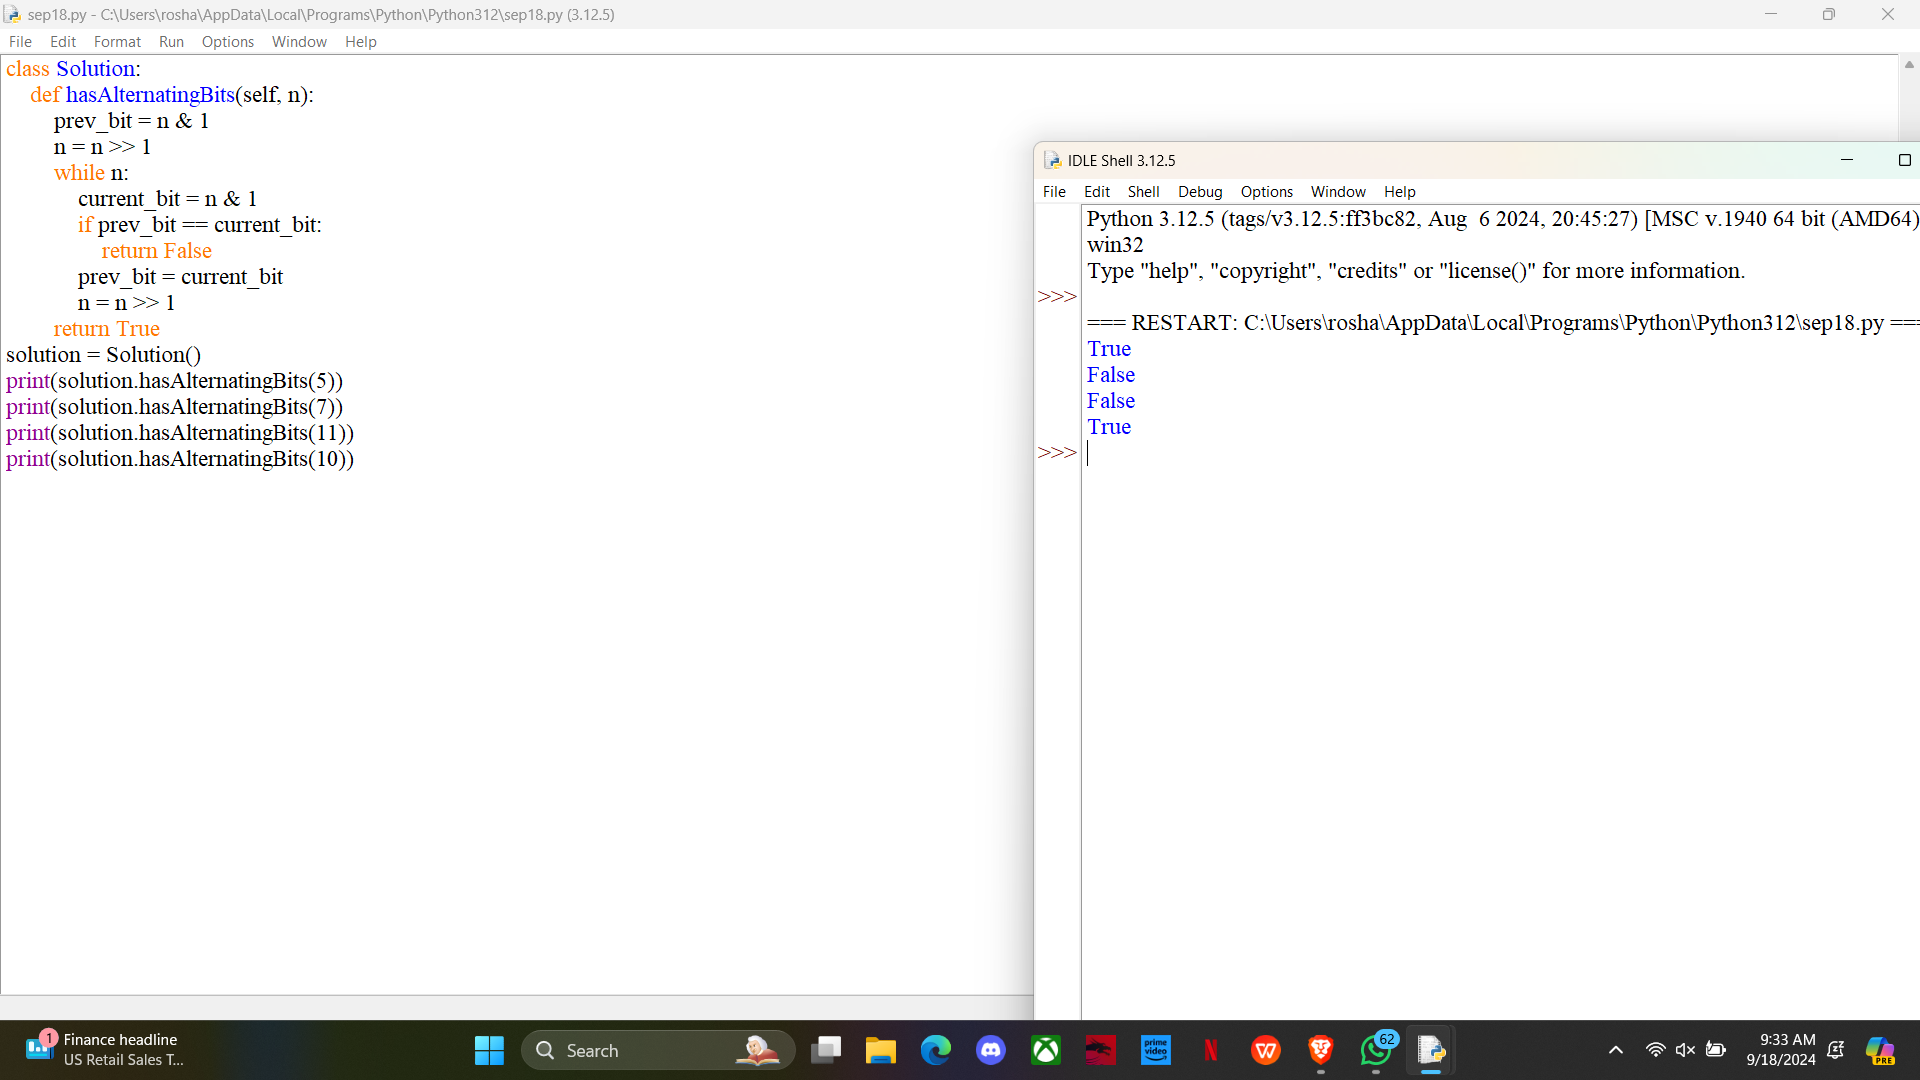 sep18.py - C:\Users\rosha\AppData\Local\Programs\Python\Python312\sep18.py (3.12.5)
File Edit Format Run Options Window Help
class Solution:
    def hasAlternatingBits(self, n):
        prev_bit = n & 1
        n = n >> 1
        while n:
            current_bit = n & 1
            if prev_bit == current_bit:
                return False
            prev_bit = current_bit
            n = n >> 1
        return True
solution = Solution()
print(solution.hasAlternatingBits(5))
print(solution.hasAlternatingBits(7))
print(solution.hasAlternatingBits(11))
print(solution.hasAlternatingBits(10))
IDLE Shell 3.12.5
File Edit Shell Debug Options Window Help
Python 3.12.5 (tags/v3.12.5:ff3bc82, Aug  6 2024, 20:45:27) [MSC v.1940 64 bit (AMD64)
win32
Type "help", "copyright", "credits" or "license()" for more information.
>>>
=== RESTART: C:\Users\rosha\AppData\Local\Programs\Python\Python312\sep18.py ===
True
False
False
True
>>>
1
Finance headline
US Retail Sales T...
Search
prime video
N
W
62
9:33 AM
9/18/2024
PRE